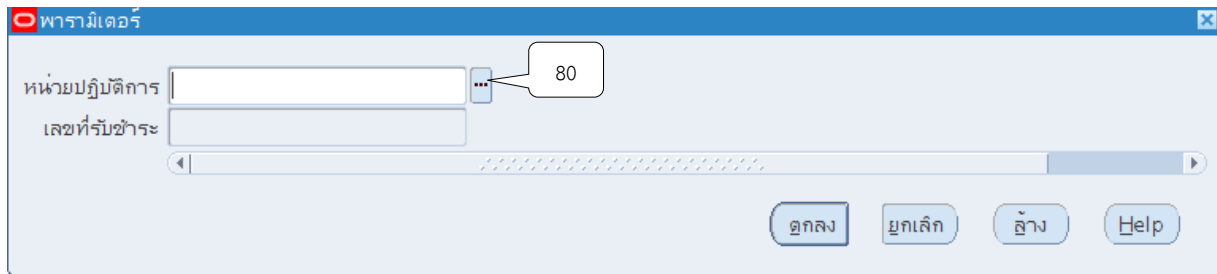 พารามิเตอร์
80
หน่วยปฏิบัติการ
เลขที่รับชำระ
ตกลง ยกเลิก ล้าง Help